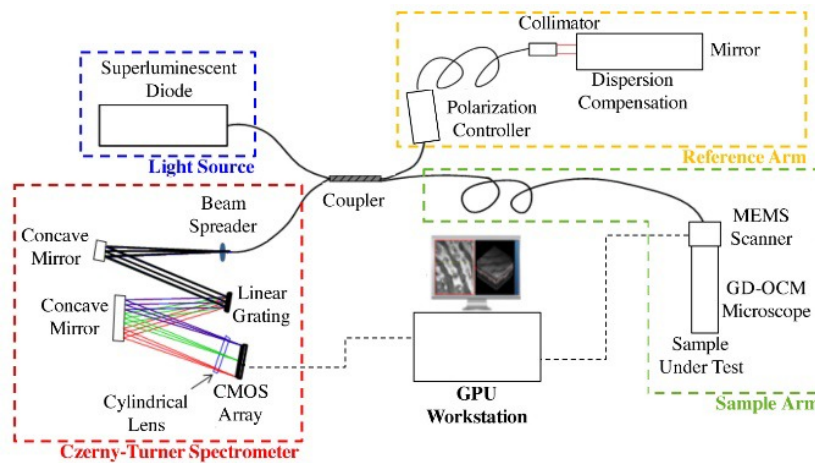 Superluminescent
Diode
Light Source
Collimator
Mirror
Dispersion
Compensation
Polarization
Controller
Reference Arm
Coupler
Beam
Spreader
Concave
Mirror
Linear
Grating
Concave
Mirror
Cylindrical
Lens
CMOS
Array
Czerny-Turner Spectrometer
GPU
Workstation
MEMS
Scanner
GD-OCM
Microscope
Sample
Under Test
Sample Arm